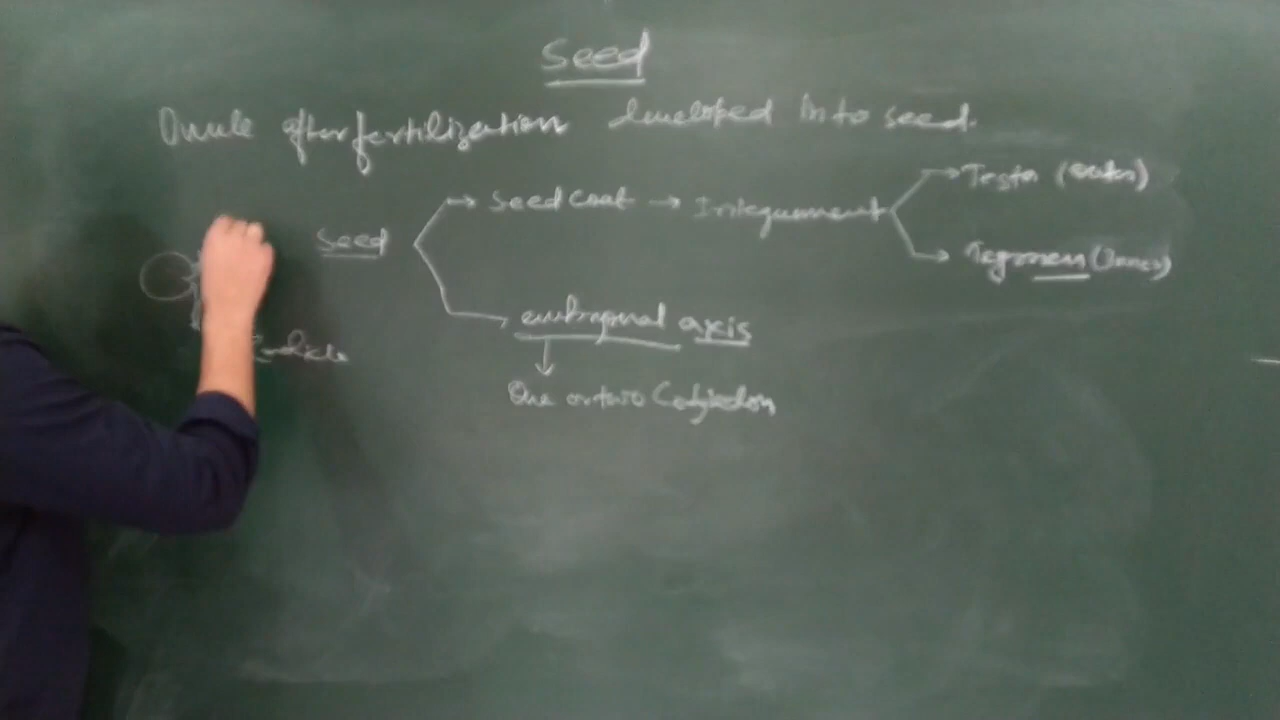 Seed
Ovule after fertilization developed into seed.
Seed → Seed coat → Integument → Testa (outer)
→ Tegmen (Inner)
→ embryonal axis
One or two Cotyledon